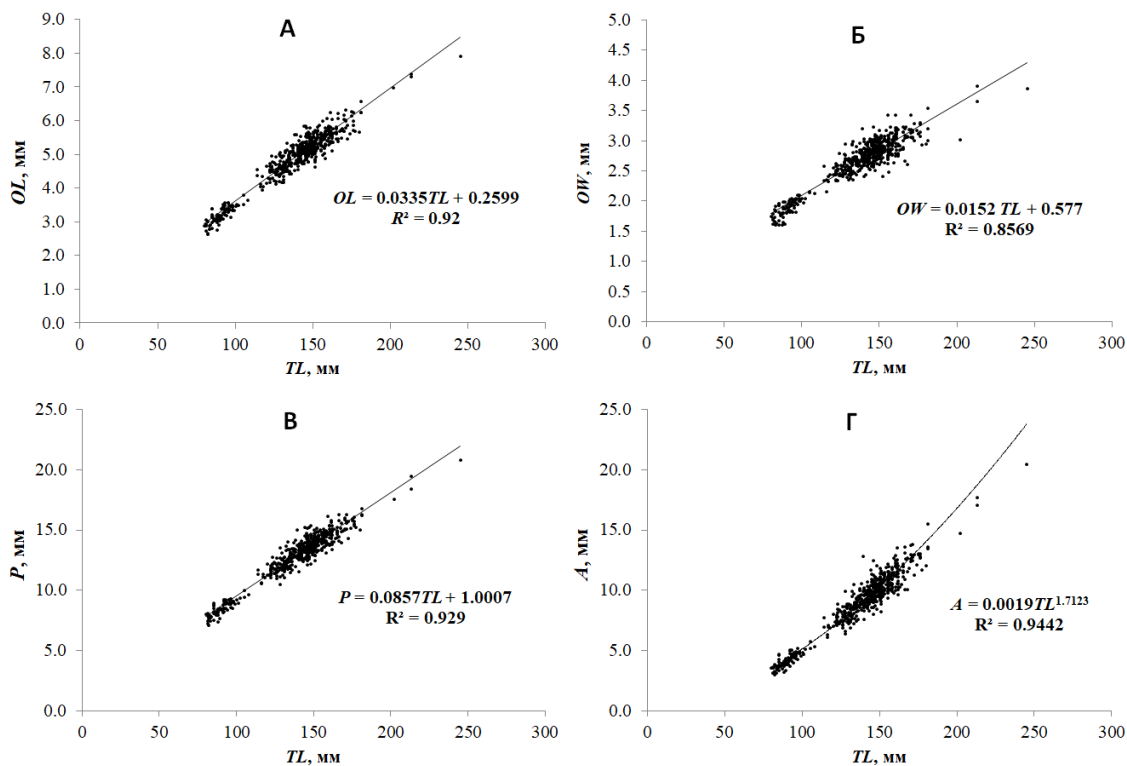 А
9.0
8.0
7.0
6.0
5.0
4.0
3.0
2.0
1.0
0.0
OL, мм
OL = 0.0335TL + 0.2599
R² = 0.92
0 50 100 150 200 250 300
TL, мм
Б
5.0
4.5
4.0
3.5
3.0
2.5
2.0
1.5
1.0
0.5
0.0
OW, мм
OW = 0.0152 TL + 0.577
R² = 0.8569
0 50 100 150 200 250 300
TL, мм
В
25.0
20.0
15.0
10.0
5.0
0.0
P, мм
P = 0.0857TL + 1.0007
R² = 0.929
0 50 100 150 200 250 300
TL, мм
Г
25.0
20.0
15.0
10.0
5.0
0.0
A, мм
A = 0.0019TL¹·⁷¹²³
R² = 0.9442
0 50 100 150 200 250 300
TL, мм